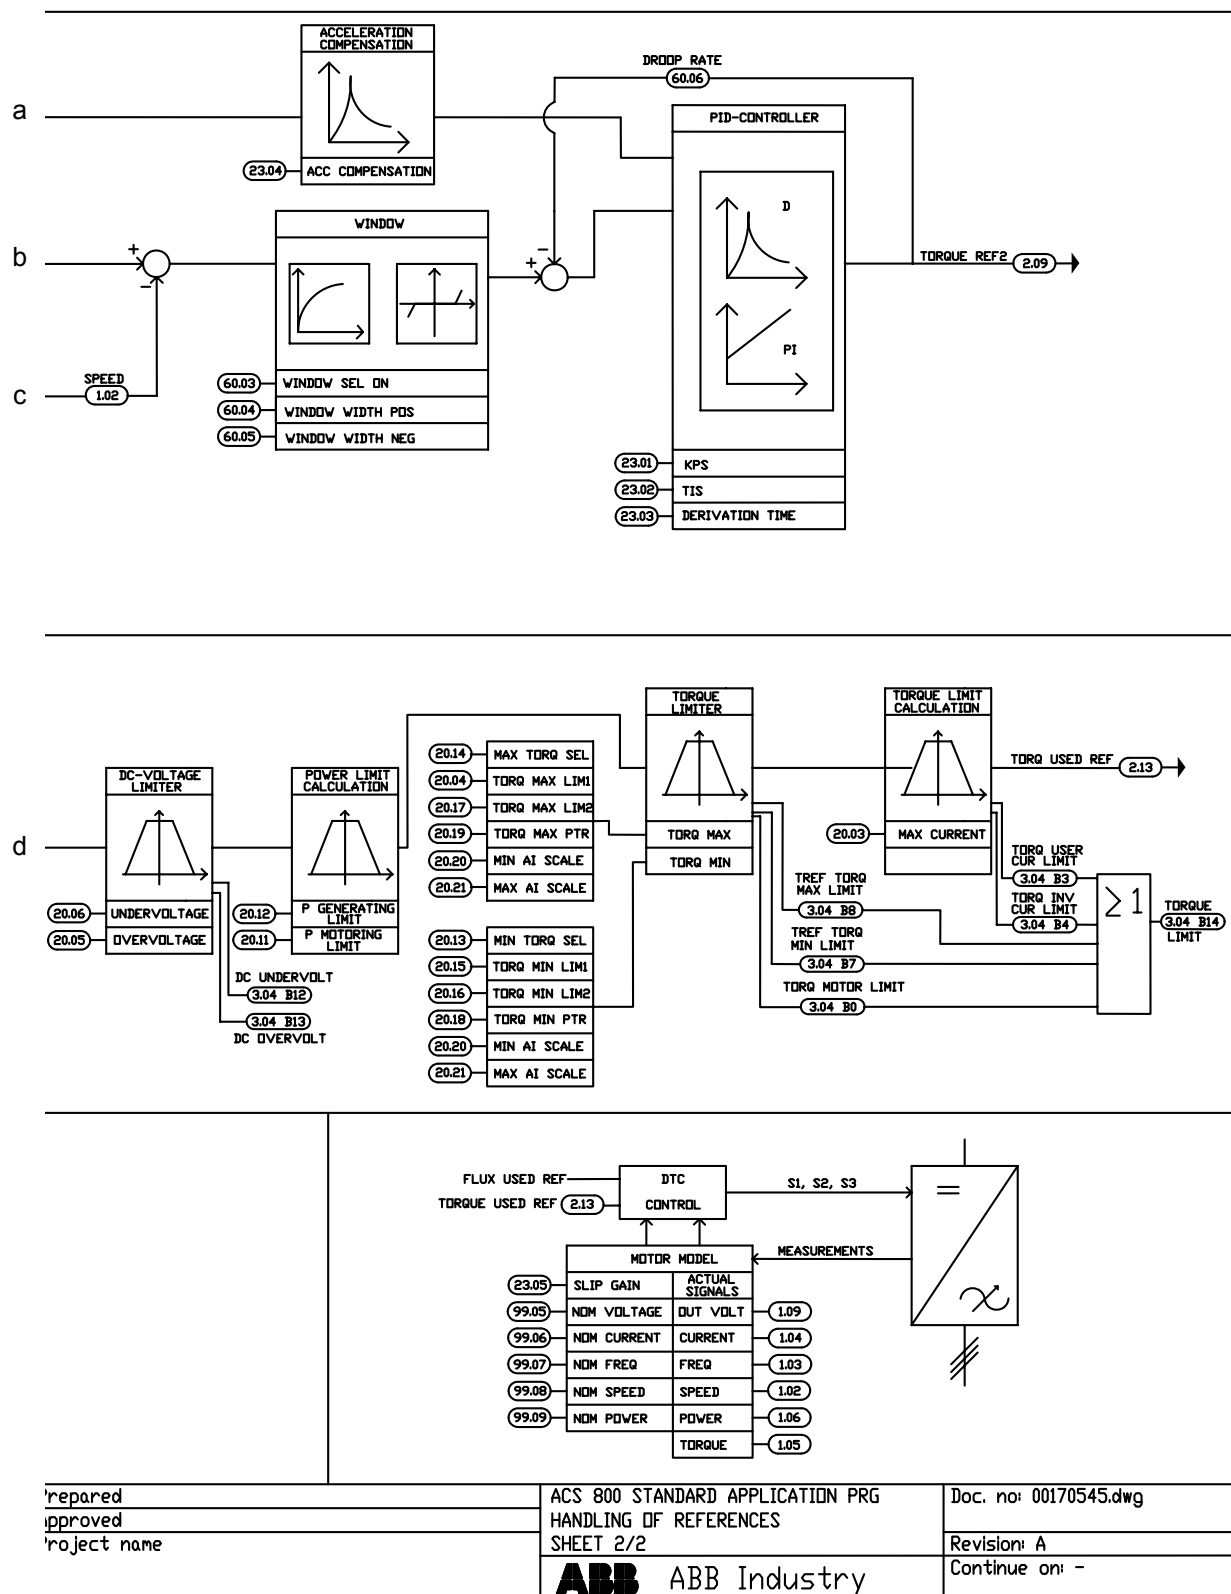 ACCELERATION
COMPENSATION
DROOP RATE
60.06
a
PID-CONTROLLER
23.04
ACC COMPENSATION
WINDOW
D
b
+
−
+
−
TORQUE REF2
2.09
PI
SPEED
c
1.02
60.03
WINDOW SEL ON
60.04
WINDOW WIDTH POS
60.05
WINDOW WIDTH NEG
23.01
KPS
23.02
TIS
23.03
DERIVATION TIME
TORQUE
LIMITER
TORQUE LIMIT
CALCULATION
DC-VOLTAGE
LIMITER
POWER LIMIT
CALCULATION
20.14
MAX TORQ SEL
20.04
TORQ MAX LIM1
20.17
TORQ MAX LIM2
20.19
TORQ MAX PTR
20.20
MIN AI SCALE
20.21
MAX AI SCALE
TORQ USED REF
2.13
d
TORQ MAX
TORQ MIN
20.03
MAX CURRENT
20.06
UNDERVOLTAGE
20.05
OVERVOLTAGE
20.12
P GENERATING
LIMIT
20.11
P MOTORING
LIMIT
TREF TORQ
MAX LIMIT
3.04 B8
TREF TORQ
MIN LIMIT
3.04 B7
TORQ MOTOR LIMIT
3.04 B0
TORQ USER
CUR LIMIT
3.04 B3
TORQ INV
CUR LIMIT
3.04 B4
≥1
TORQUE
3.04 B14
LIMIT
DC UNDERVOLT
3.04 B12
3.04 B13
DC OVERVOLT
20.13
MIN TORQ SEL
20.15
TORQ MIN LIM1
20.16
TORQ MIN LIM2
20.18
TORQ MIN PTR
20.20
MIN AI SCALE
20.21
MAX AI SCALE
FLUX USED REF
TORQUE USED REF
2.13
DTC
CONTROL
S1, S2, S3
MEASUREMENTS
MOTOR MODEL
23.05
SLIP GAIN
ACTUAL
SIGNALS
99.05
NOM VOLTAGE
OUT VOLT
1.09
99.06
NOM CURRENT
CURRENT
1.04
99.07
NOM FREQ
FREQ
1.03
99.08
NOM SPEED
SPEED
1.02
99.09
NOM POWER
POWER
1.06
TORQUE
1.05
Prepared
Approved
Project name
ACS 800 STANDARD APPLICATION PRG
HANDLING OF REFERENCES
SHEET 2/2
ABB ABB Industry
Doc. no: 00170545.dwg
Revision: A
Continue on: -